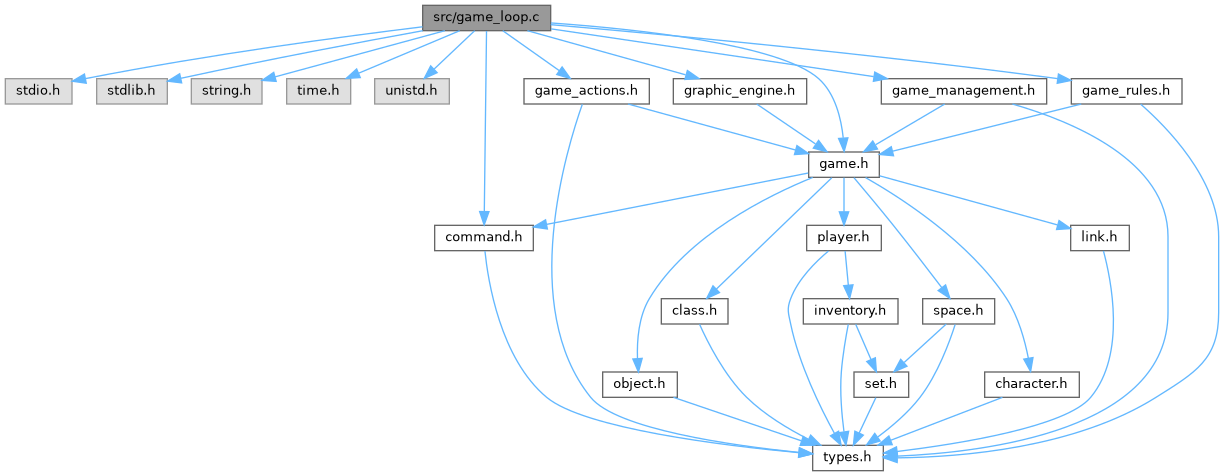 src/game_loop.c
stdio.h
stdlib.h
string.h
time.h
unistd.h
game_actions.h
graphic_engine.h
game_management.h
game_rules.h
game.h
command.h
player.h
link.h
class.h
inventory.h
space.h
object.h
set.h
character.h
types.h